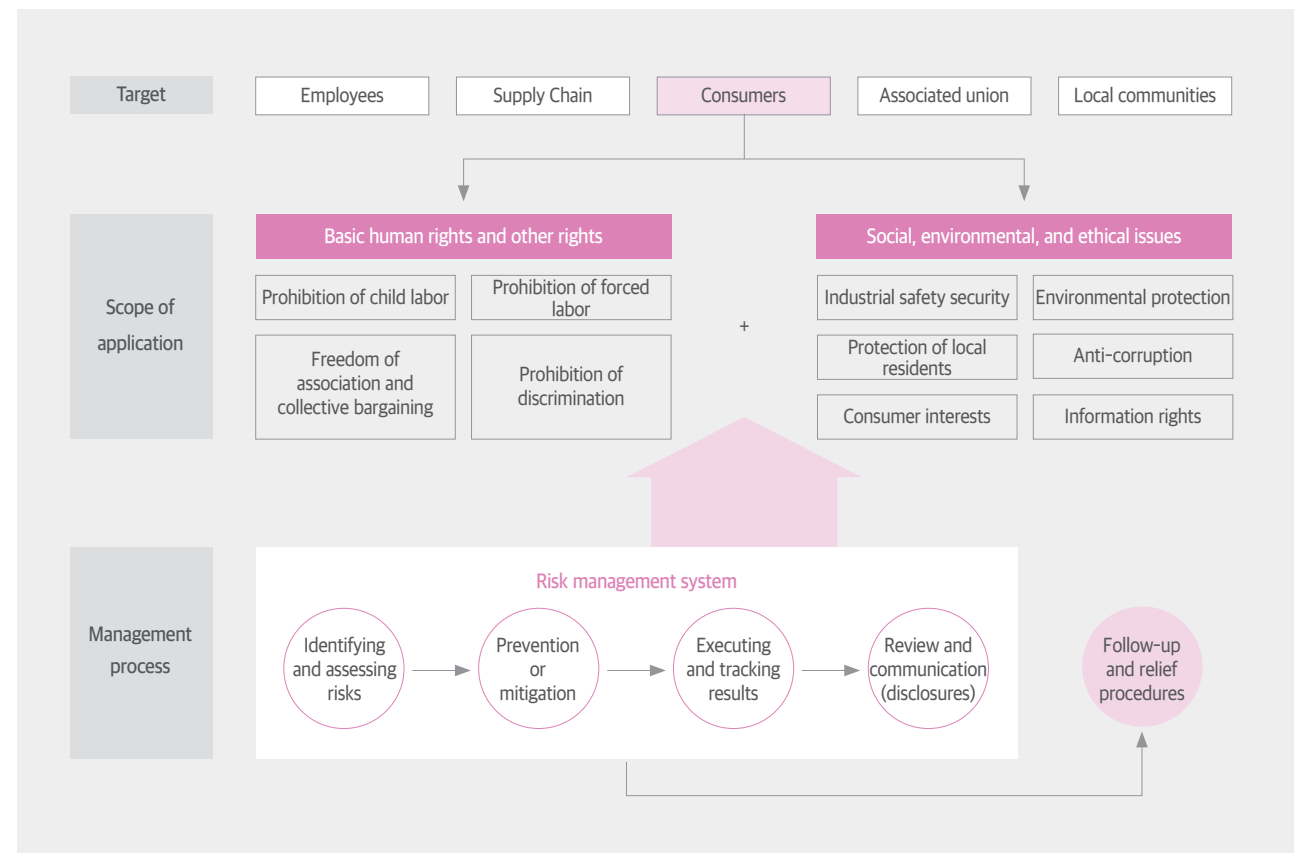 Target
Employees
Supply Chain
Consumers
Associated union
Local communities
Scope of
application
Basic human rights and other rights
Prohibition of child labor
Prohibition of forced
labor
Freedom of
association and
collective bargaining
Prohibition of
discrimination
+
Social, environmental, and ethical issues
Industrial safety security
Environmental protection
Protection of local
residents
Anti-corruption
Consumer interests
Information rights
Management
process
Risk management system
Identifying
and assessing
risks
Prevention
or
mitigation
Executing
and tracking
results
Review and
communication
(disclosures)
Follow-up
and relief
procedures